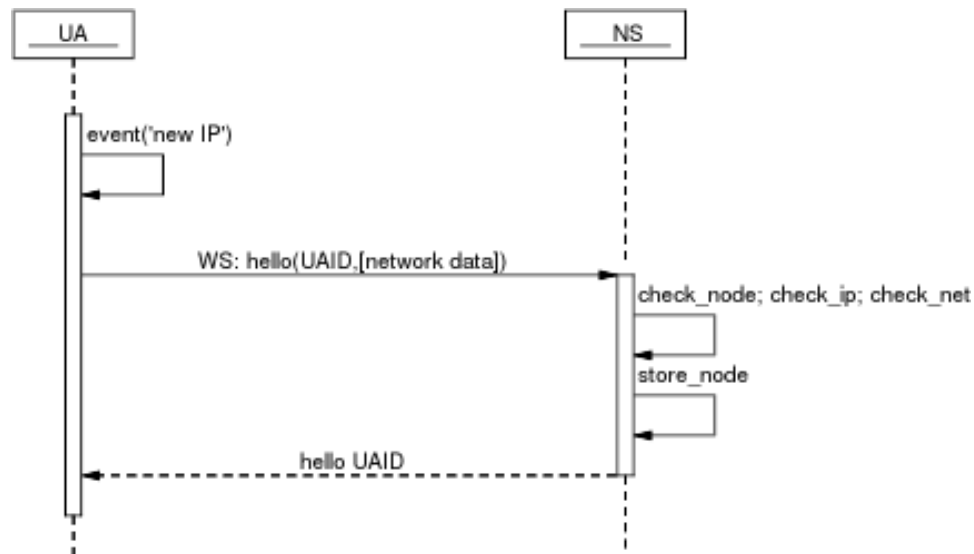 UA
NS
event('new IP')
WS: hello(UAID,[network data])
check_node; check_ip; check_net
store_node
hello UAID